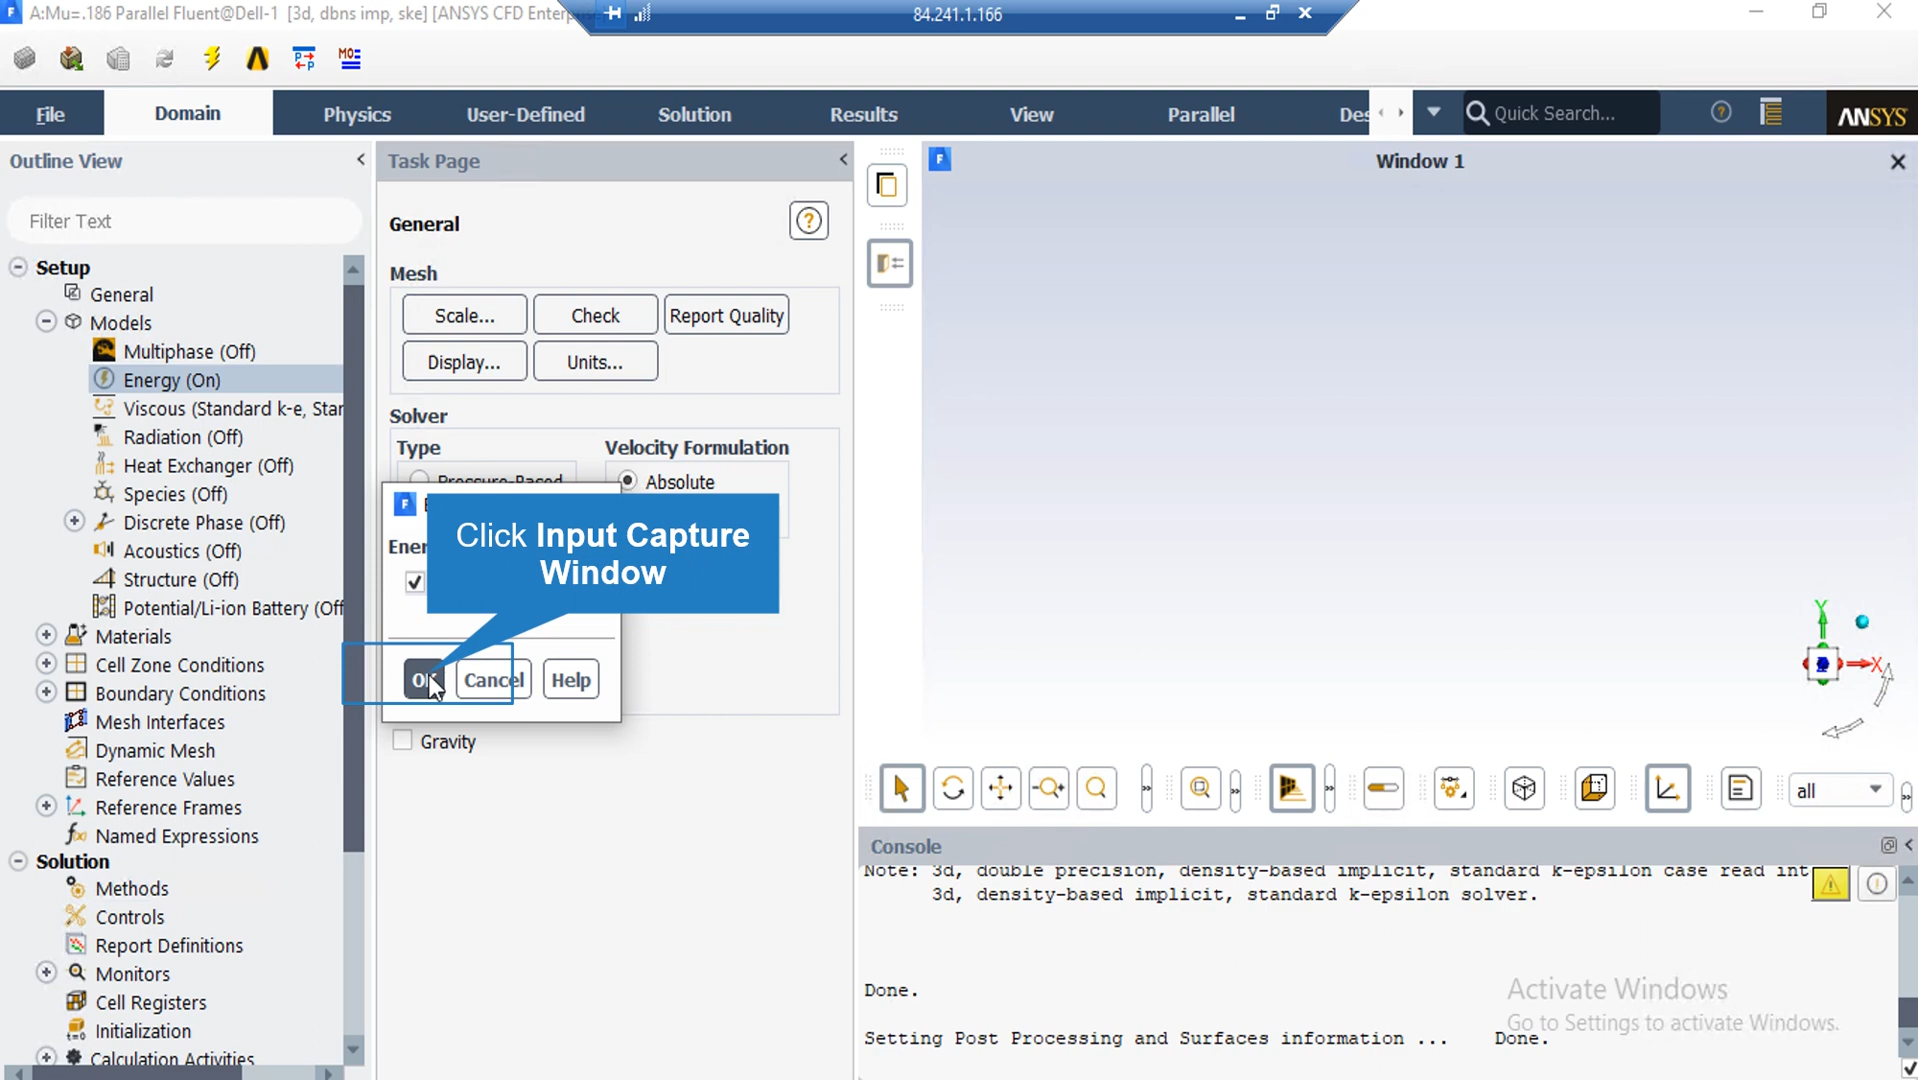 A:Mu=.186 Parallel Fluent@Dell-1 [3d, dbns imp, ske] [ANSYS CFD
84.241.1.166
File
Domain
Physics
User-Defined
Solution
Results
View
Parallel
Des
Quick Search...
ANSYS
Outline View
Task Page
Window 1
Filter Text
General
Mesh
Scale...
Check
Report Quality
Display...
Units...
Solver
Type
Velocity Formulation
Pressure-Based
Absolute
Setup
General
Models
Multiphase (Off)
Energy (On)
Viscous (Standard k-e, Star
Radiation (Off)
Heat Exchanger (Off)
Species (Off)
Discrete Phase (Off)
Acoustics (Off)
Structure (Off)
Potential/Li-ion Battery (Off
Materials
Cell Zone Conditions
Boundary Conditions
Mesh Interfaces
Dynamic Mesh
Reference Values
Reference Frames
Named Expressions
Solution
Methods
Controls
Report Definitions
Monitors
Cell Registers
Initialization
Calculation Activities
Ener
Click Input Capture
Window
OK
Cancel
Help
Gravity
Y
X
all
Console
Note: 3d, double precision, density-based implicit, standard k-epsilon case read int
3d, density-based implicit, standard k-epsilon solver.
Done.
Setting Post Processing and Surfaces information ... Done.
Activate Windows
Go to Settings to activate Windows.